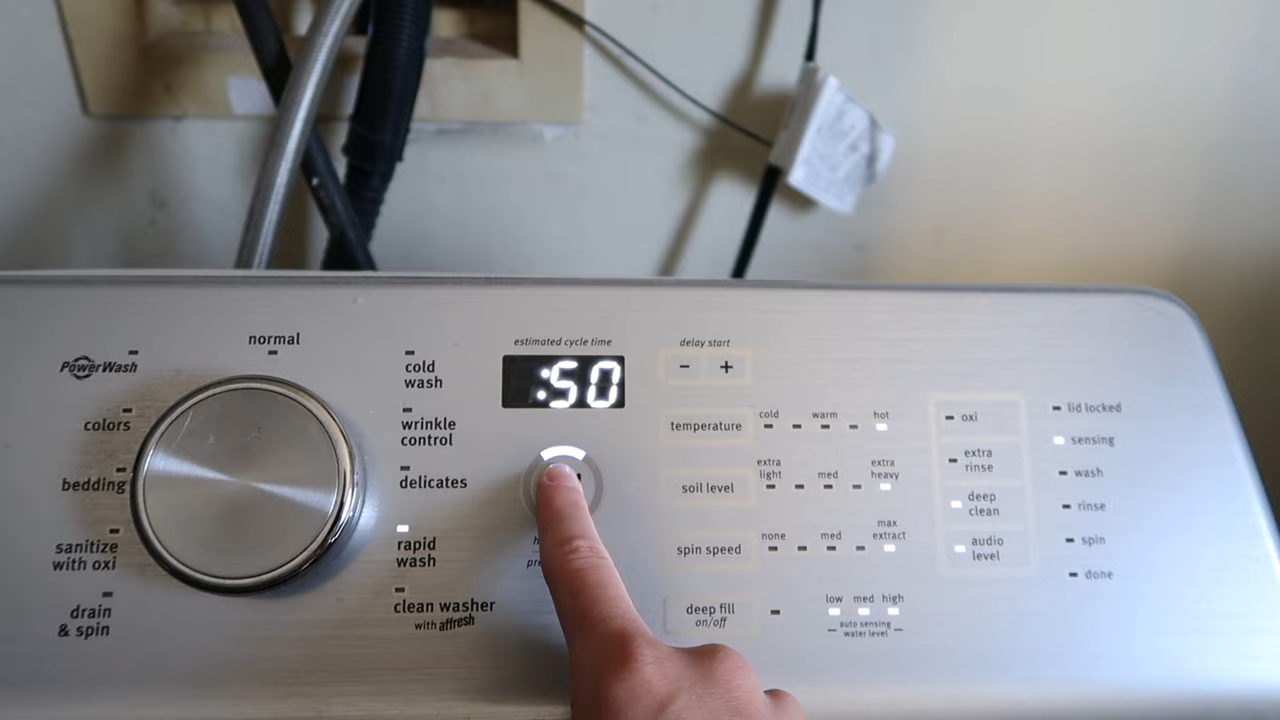 normal
PowerWash
colors
bedding
sanitize
with oxi
drain
& spin
cold
wash
wrinkle
control
delicates
rapid
wash
clean washer
with affresh
estimated cycle time
:50
delay start
- +
temperature
cold warm hot
soil level
extra
light
med
extra
heavy
spin speed
none med
max
extract
deep fill
on/off
low med high
auto sensing
water level
oxi
extra
rinse
deep
clean
audio
level
lid locked
sensing
wash
rinse
spin
done